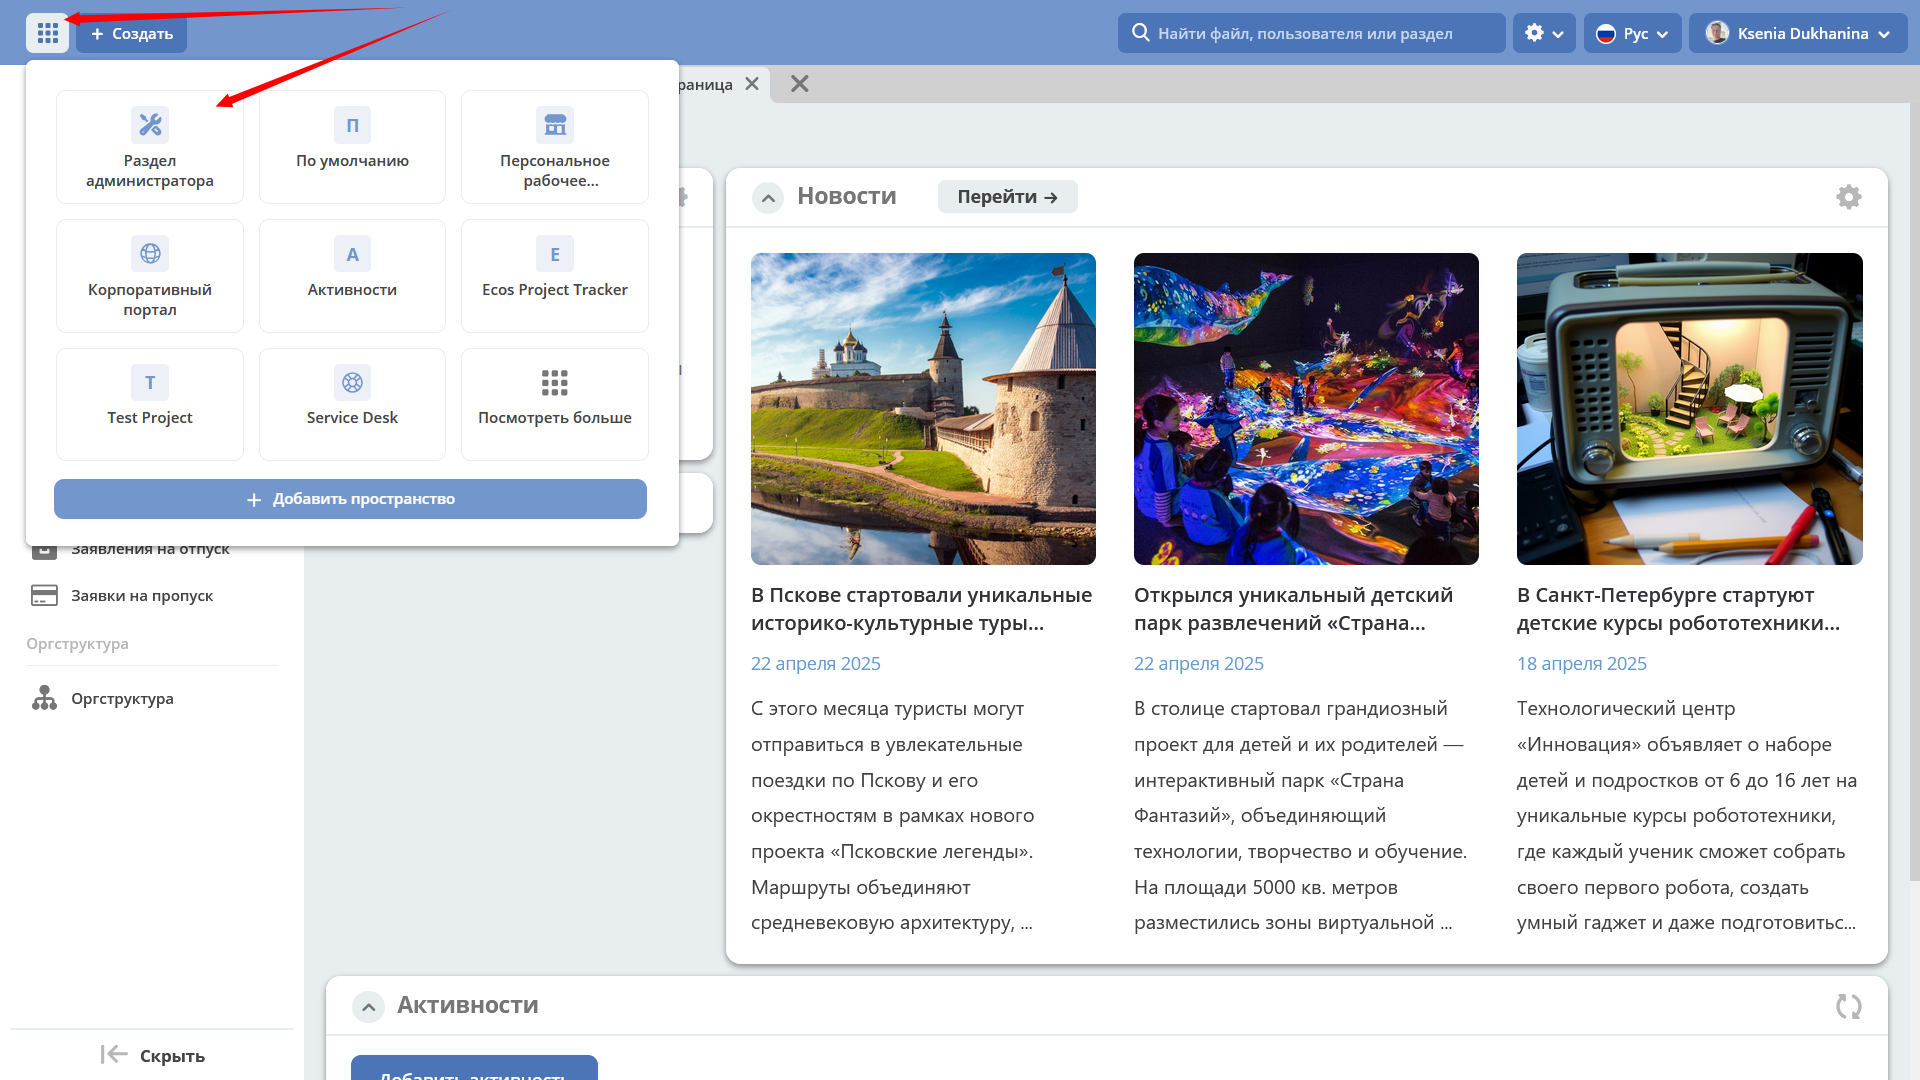 Создать
Найти файл, пользователя или раздел
Рус
Ksenia Dukhanina
раница
Раздел
администратора
П
По умолчанию
Персональное
рабочее...
Корпоративный
портал
А
Активности
E
Ecos Project Tracker
T
Test Project
Service Desk
Посмотреть больше
Добавить пространство
Заявления на отпуск
Заявки на пропуск
Оргструктура
Оргструктура
Скрыть
Новости
Перейти →
В Пскове стартовали уникальные
историко-культурные туры...
22 апреля 2025
С этого месяца туристы могут
отправиться в увлекательные
поездки по Пскову и его
окрестностям в рамках нового
проекта «Псковские легенды».
Маршруты объединяют
средневековую архитектуру, ...
Открылся уникальный детский
парк развлечений «Страна...
22 апреля 2025
В столице стартовал грандиозный
проект для детей и их родителей —
интерактивный парк «Страна
Фантазий», объединяющий
технологии, творчество и обучение.
На площади 5000 кв. метров
разместились зоны виртуальной ...
В Санкт-Петербурге стартуют
детские курсы робототехники...
18 апреля 2025
Технологический центр
«Инновация» объявляет о наборе
детей и подростков от 6 до 16 лет на
уникальные курсы робототехники,
где каждый ученик сможет собрать
своего первого робота, создать
умный гаджет и даже подготовитьс...
Активности
Добавить активность